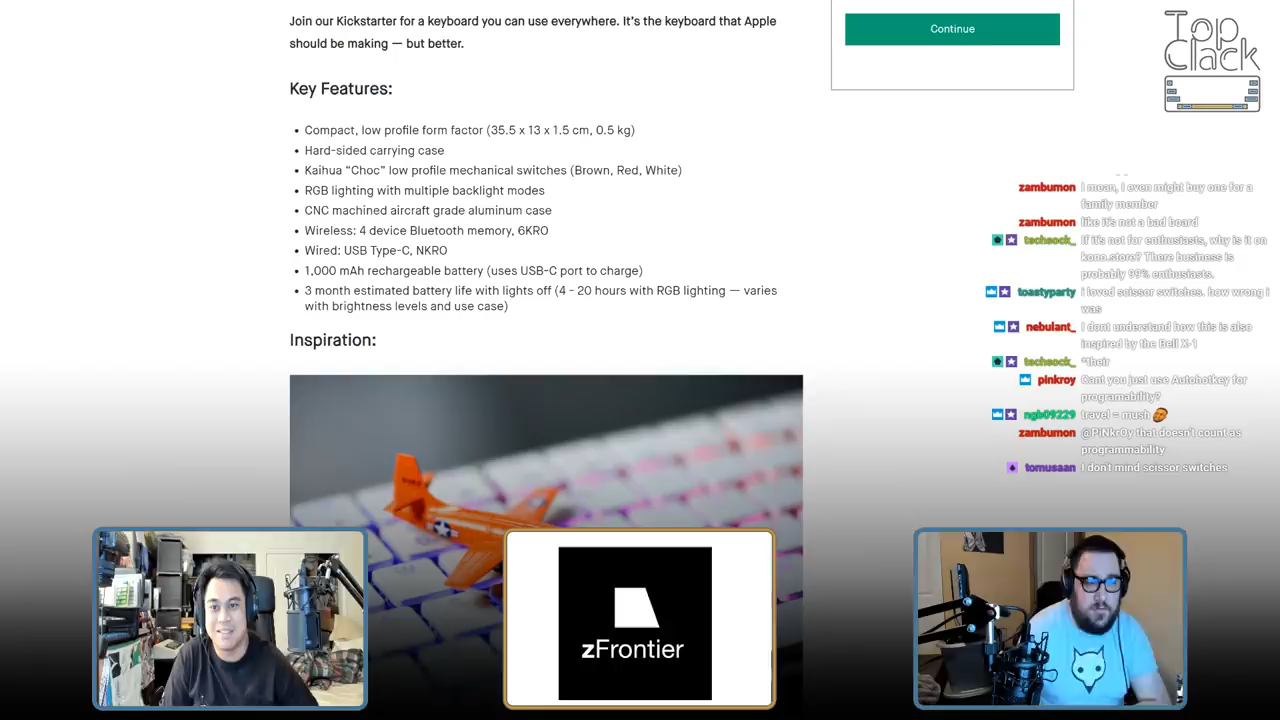 Join our Kickstarter for a keyboard you can use everywhere. It's the keyboard that Apple
should be making — but better.
Key Features:
• Compact, low profile form factor (35.5 x 13 x 1.5 cm, 0.5 kg)
• Hard-sided carrying case
• Kaihua “Choc” low profile mechanical switches (Brown, Red, White)
• RGB lighting with multiple backlight modes
• CNC machined aircraft grade aluminum case
• Wireless: 4 device Bluetooth memory, 6KRO
• Wired: USB Type-C, NKRO
• 1,000 mAh rechargeable battery (uses USB-C port to charge)
• 3 month estimated battery life with lights off (4 - 20 hours with RGB lighting — varies
with brightness levels and use case)
Inspiration:
Continue
Top
Clack
zambumon I mean, I even might buy one for a
family member
zambumon like it's not a bad board
techsock_ If it's not for enthusiasts, why is it on
kono.store? There business is
probably 99% enthusiasts.
toastyparty i loved scissor switches. how wrong i
was
nebulant_ I dont understand how this is also
inspired by the Bell X-1
techsock_ *their
pinkroy Cant you just use Autohotkey for
programability?
ngb09229 travel = mush
zambumon @PiNkrOy that doesn't count as
programmability
tomusaan I don't mind scissor switches
zFrontier